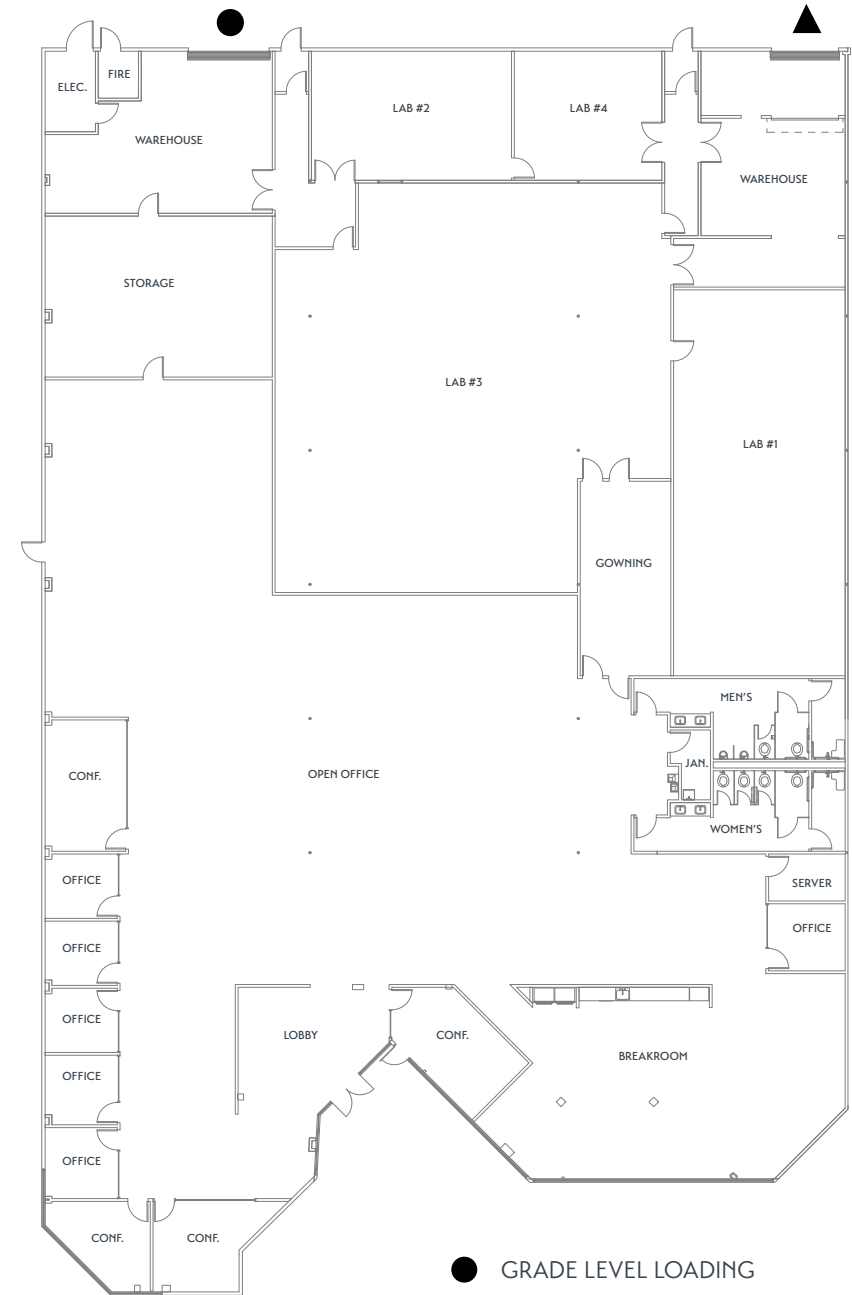 FIRE
ELEC.
LAB #2
LAB #4
WAREHOUSE
WAREHOUSE
STORAGE
LAB #3
LAB #1
GOWNING
MEN'S
JAN.
CONF.
OPEN OFFICE
WOMEN'S
OFFICE
SERVER
OFFICE
OFFICE
OFFICE
LOBBY
CONF.
BREAKROOM
OFFICE
OFFICE
CONF.
CONF.
GRADE LEVEL LOADING